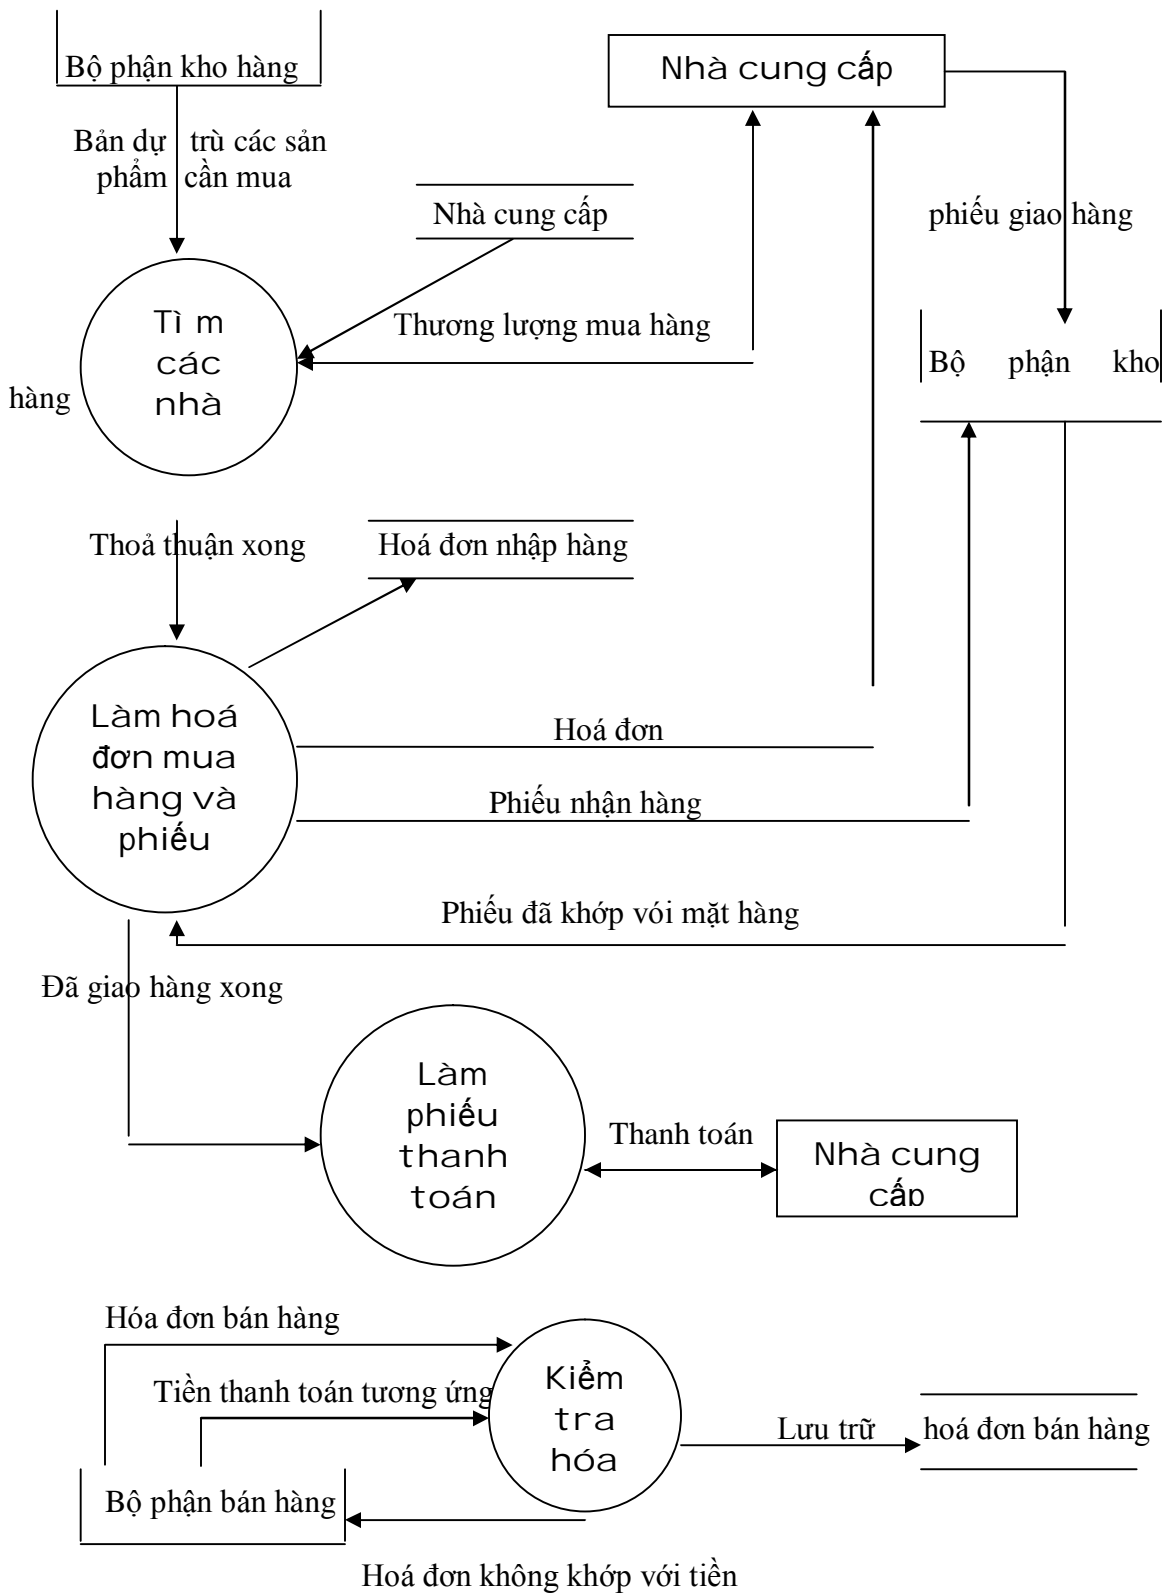 Bộ phận kho hàng
Nhà cung cấp
Bản dự trù các sản
phẩm cần mua
Nhà cung cấp
phiếu giao hàng
Tìm
các
nhà
Thương lượng mua hàng
Bộ phận kho
hàng
Thoả thuận xong
Hoá đơn nhập hàng
Làm hoá
đơn mua
hàng và
phiếu
Hoá đơn
Phiếu nhận hàng
Phiếu đã khớp vói mặt hàng
Đã giao hàng xong
Làm
phiếu
thanh
toán
Thanh toán
Nhà cung
cấp
Hóa đơn bán hàng
Tiền thanh toán tương ứng
Kiểm
tra
hóa
Lưu trữ
hoá đơn bán hàng
Bộ phận bán hàng
Hoá đơn không khớp với tiền